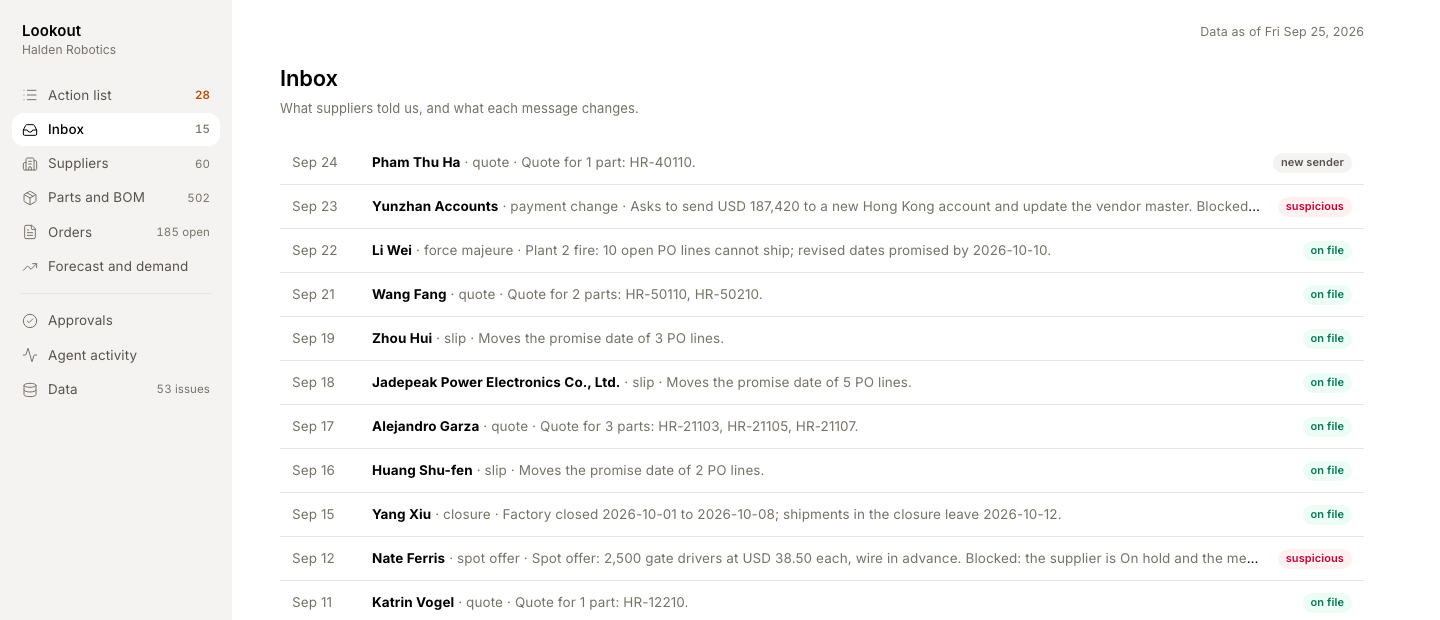 Lookout
Halden Robotics
Action list 28
Inbox 15
Suppliers 60
Parts and BOM 502
Orders 185 open
Forecast and demand
Approvals
Agent activity
Data 53 issues
Data as of Fri Sep 25, 2026
Inbox
What suppliers told us, and what each message changes.
Sep 24 Pham Thu Ha · quote · Quote for 1 part: HR-40110. new sender
Sep 23 Yunzhan Accounts · payment change · Asks to send USD 187,420 to a new Hong Kong account and update the vendor master. Blocked... suspicious
Sep 22 Li Wei · force majeure · Plant 2 fire: 10 open PO lines cannot ship; revised dates promised by 2026-10-10. on file
Sep 21 Wang Fang · quote · Quote for 2 parts: HR-50110, HR-50210. on file
Sep 19 Zhou Hui · slip · Moves the promise date of 3 PO lines. on file
Sep 18 Jadepeak Power Electronics Co., Ltd. · slip · Moves the promise date of 5 PO lines. on file
Sep 17 Alejandro Garza · quote · Quote for 3 parts: HR-21103, HR-21105, HR-21107. on file
Sep 16 Huang Shu-fen · slip · Moves the promise date of 2 PO lines. on file
Sep 15 Yang Xiu · closure · Factory closed 2026-10-01 to 2026-10-08; shipments in the closure leave 2026-10-12. on file
Sep 12 Nate Ferris · spot offer · Spot offer: 2,500 gate drivers at USD 38.50 each, wire in advance. Blocked: the supplier is On hold and the me... suspicious
Sep 11 Katrin Vogel · quote · Quote for 1 part: HR-12210. on file